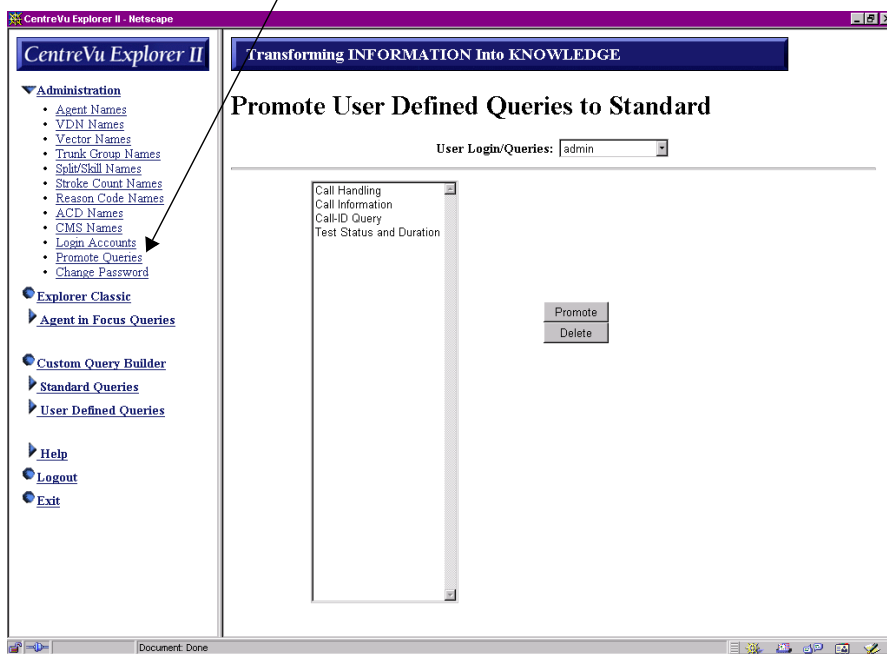 CentreVu Explorer II - Netscape
CentreVu Explorer II
Administration
Agent Names
VDN Names
Vector Names
Trunk Group Names
Split/Skill Names
Stroke Count Names
Reason Code Names
ACD Names
CMS Names
Login Accounts
Promote Queries
Change Password
Explorer Classic
Agent in Focus Queries
Custom Query Builder
Standard Queries
User Defined Queries
Help
Logout
Exit
Transforming INFORMATION Into KNOWLEDGE
Promote User Defined Queries to Standard
User Login/Queries: admin
Call Handling
Call Information
Call-ID Query
Test Status and Duration
Promote
Delete
Document: Done